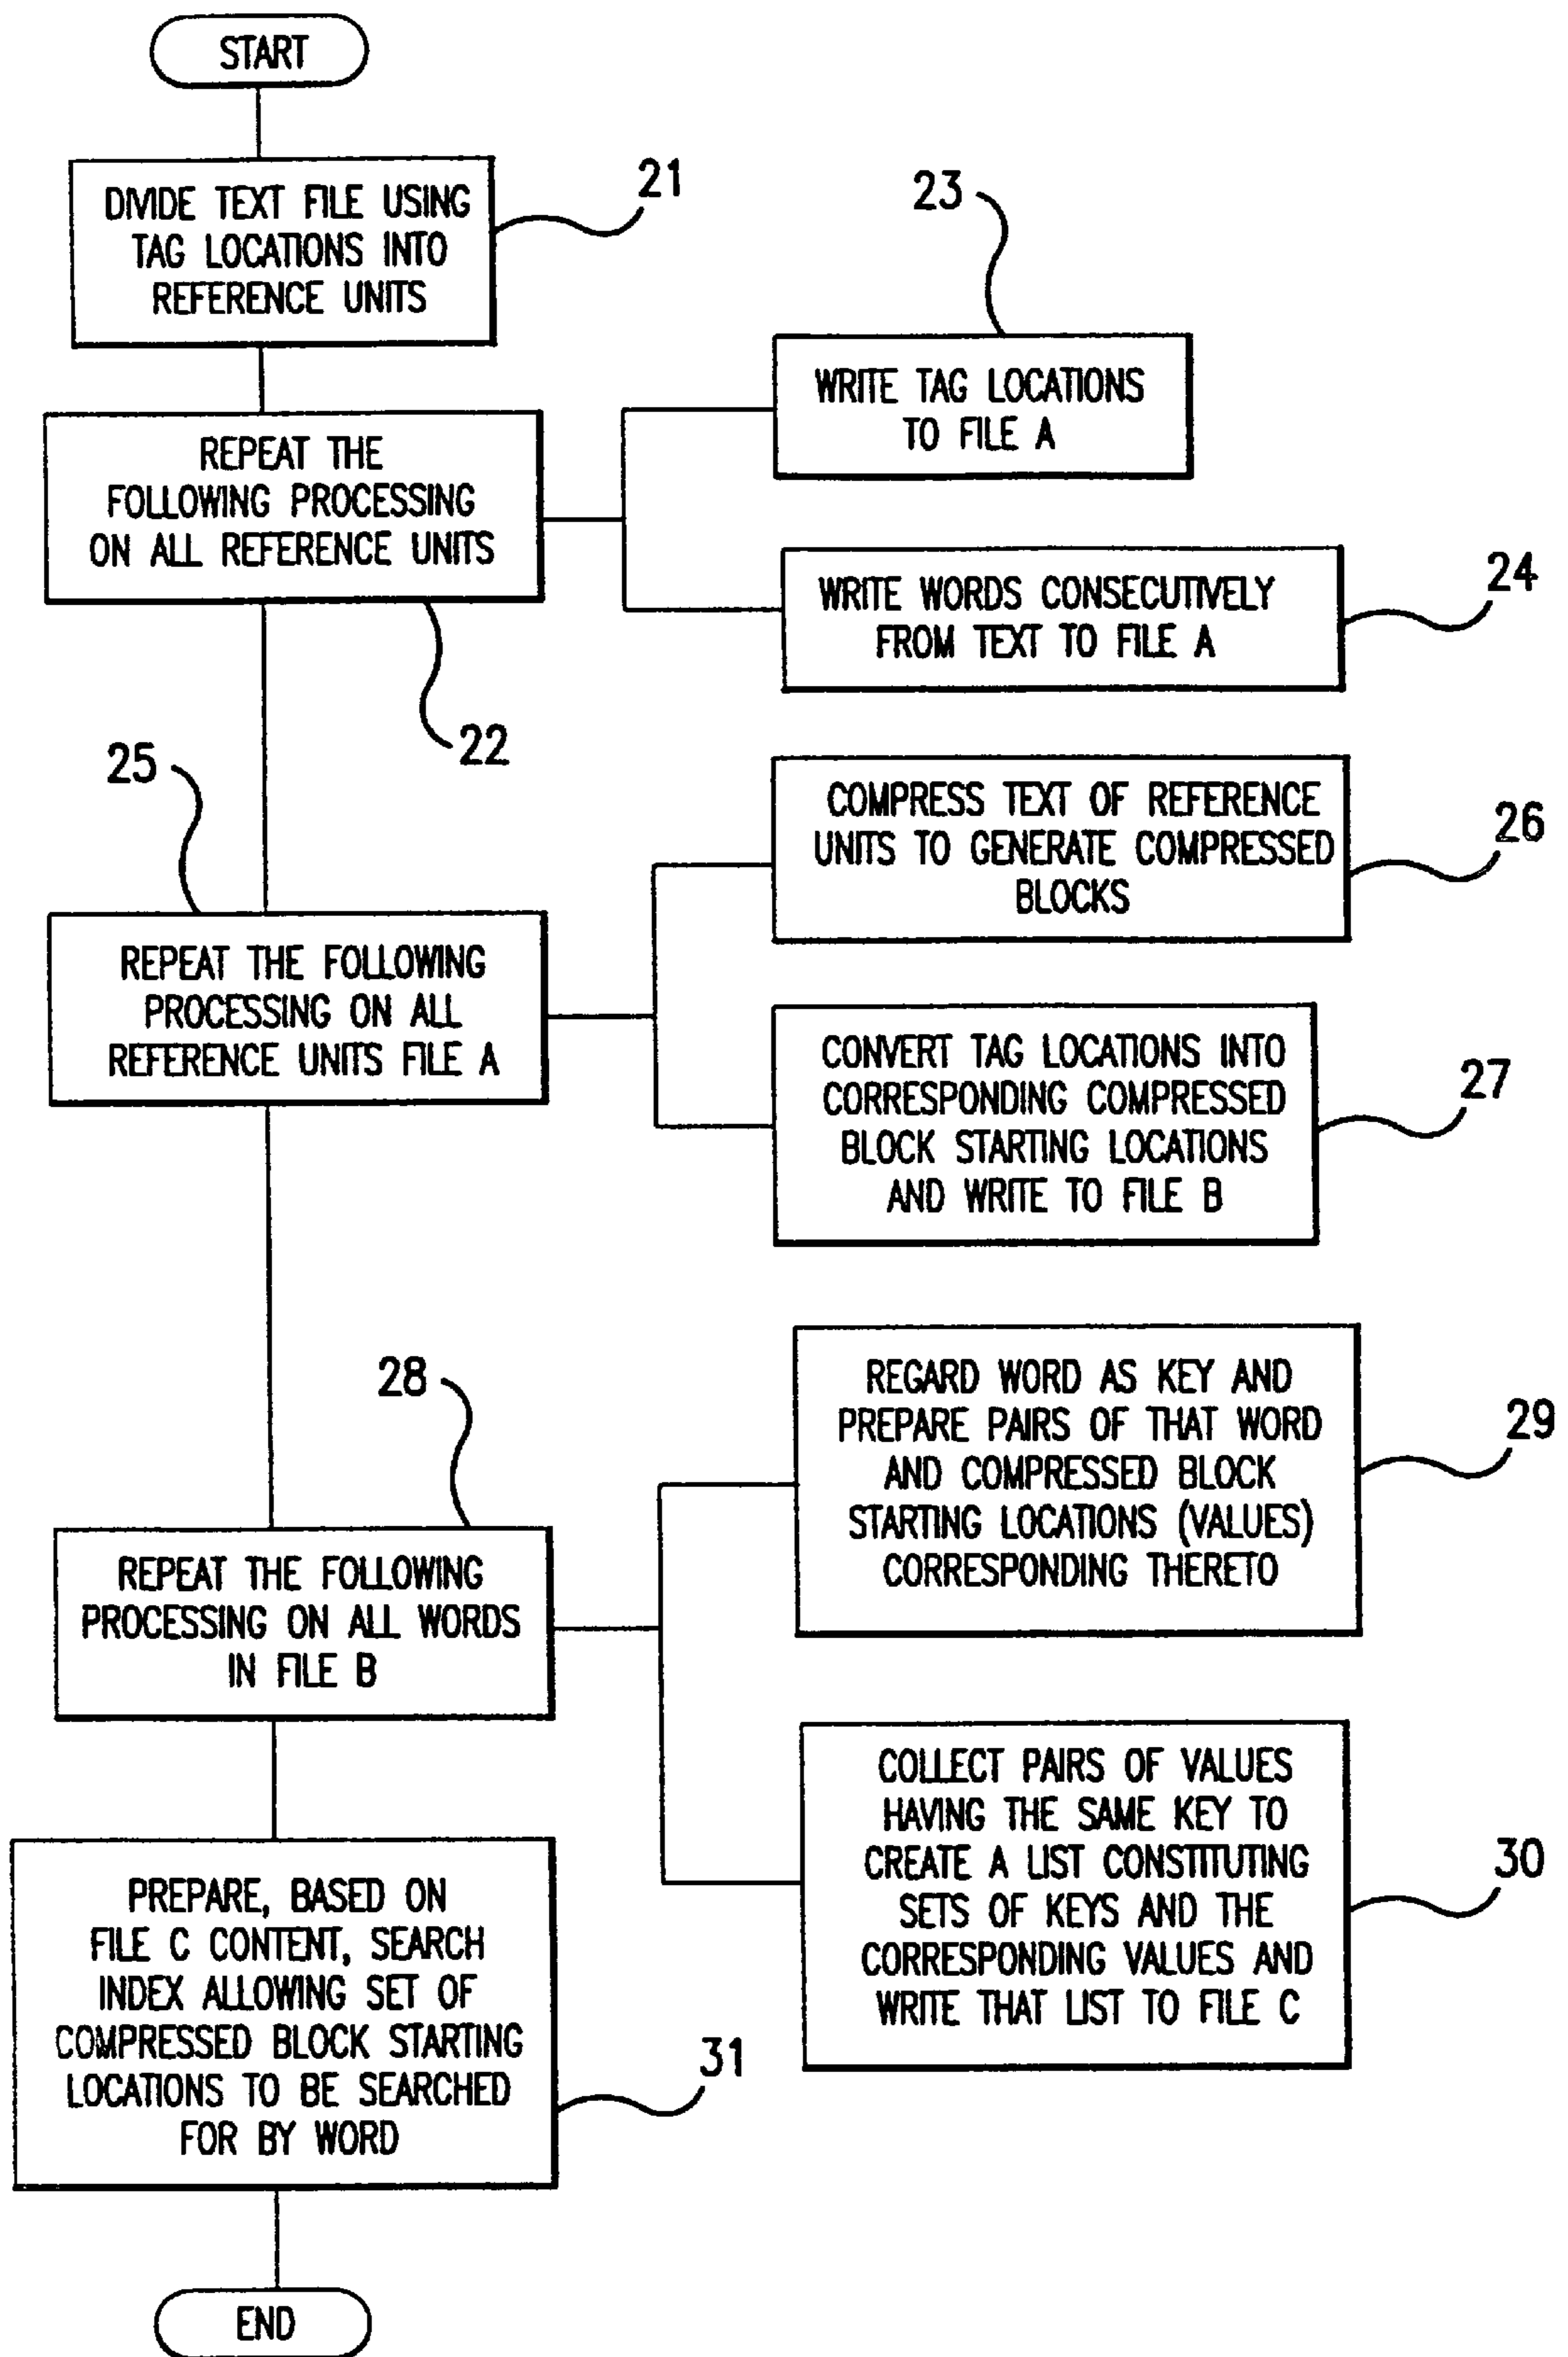 START
DIVIDE TEXT FILE USING
TAG LOCATIONS INTO
REFERENCE UNITS
21
REPEAT THE
FOLLOWING PROCESSING
ON ALL REFERENCE UNITS
22
23
WRITE TAG LOCATIONS
TO FILE A
WRITE WORDS CONSECUTIVELY
FROM TEXT TO FILE A
24
25
REPEAT THE FOLLOWING
PROCESSING ON ALL
REFERENCE UNITS FILE A
COMPRESS TEXT OF REFERENCE
UNITS TO GENERATE COMPRESSED
BLOCKS
26
CONVERT TAG LOCATIONS INTO
CORRESPONDING COMPRESSED
BLOCK STARTING LOCATIONS
AND WRITE TO FILE B
27
28
REPEAT THE FOLLOWING
PROCESSING ON ALL WORDS
IN FILE B
REGARD WORD AS KEY AND
PREPARE PAIRS OF THAT WORD
AND COMPRESSED BLOCK
STARTING LOCATIONS (VALUES)
CORRESPONDING THERETO
29
COLLECT PAIRS OF VALUES
HAVING THE SAME KEY TO
CREATE A LIST CONSTITUTING
SETS OF KEYS AND THE
CORRESPONDING VALUES AND
WRITE THAT LIST TO FILE C
30
PREPARE, BASED ON
FILE C CONTENT, SEARCH
INDEX ALLOWING SET OF
COMPRESSED BLOCK STARTING
LOCATIONS TO BE SEARCHED
FOR BY WORD
31
END